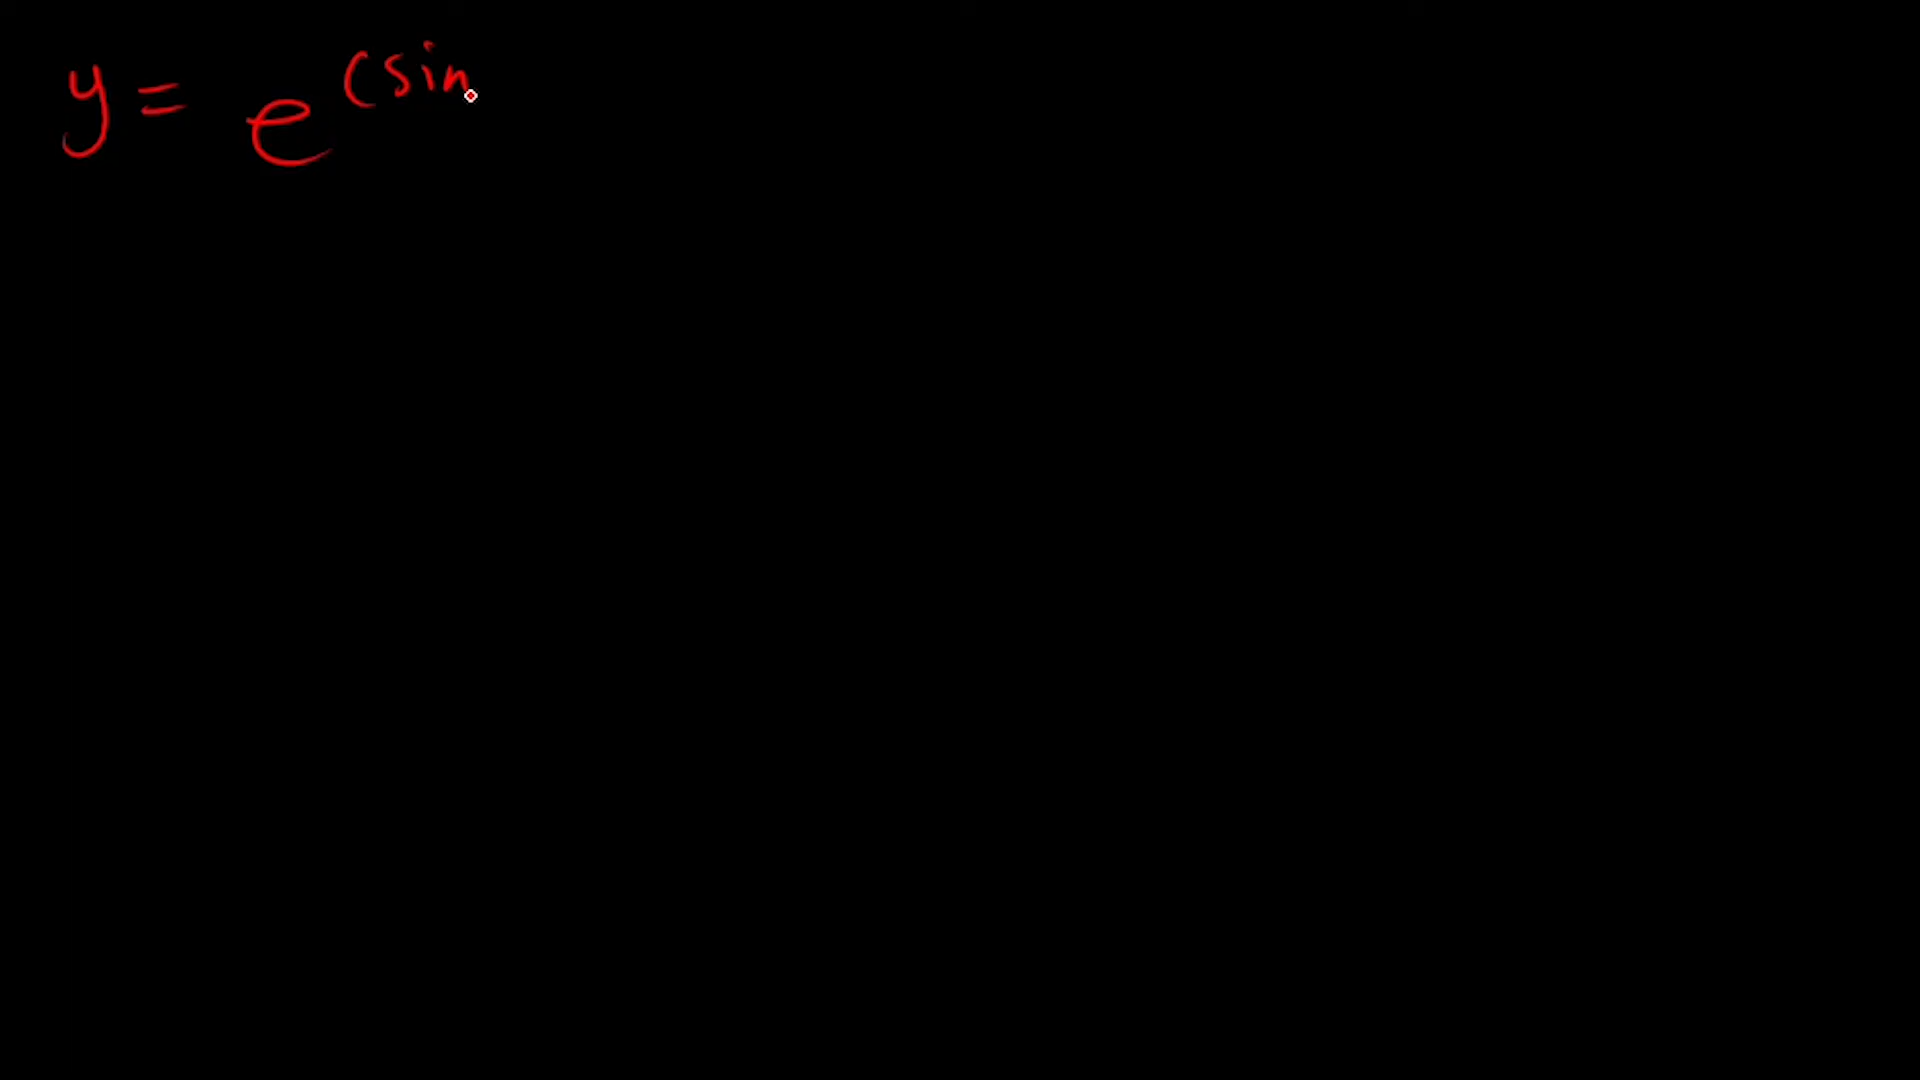 y = e^(sin